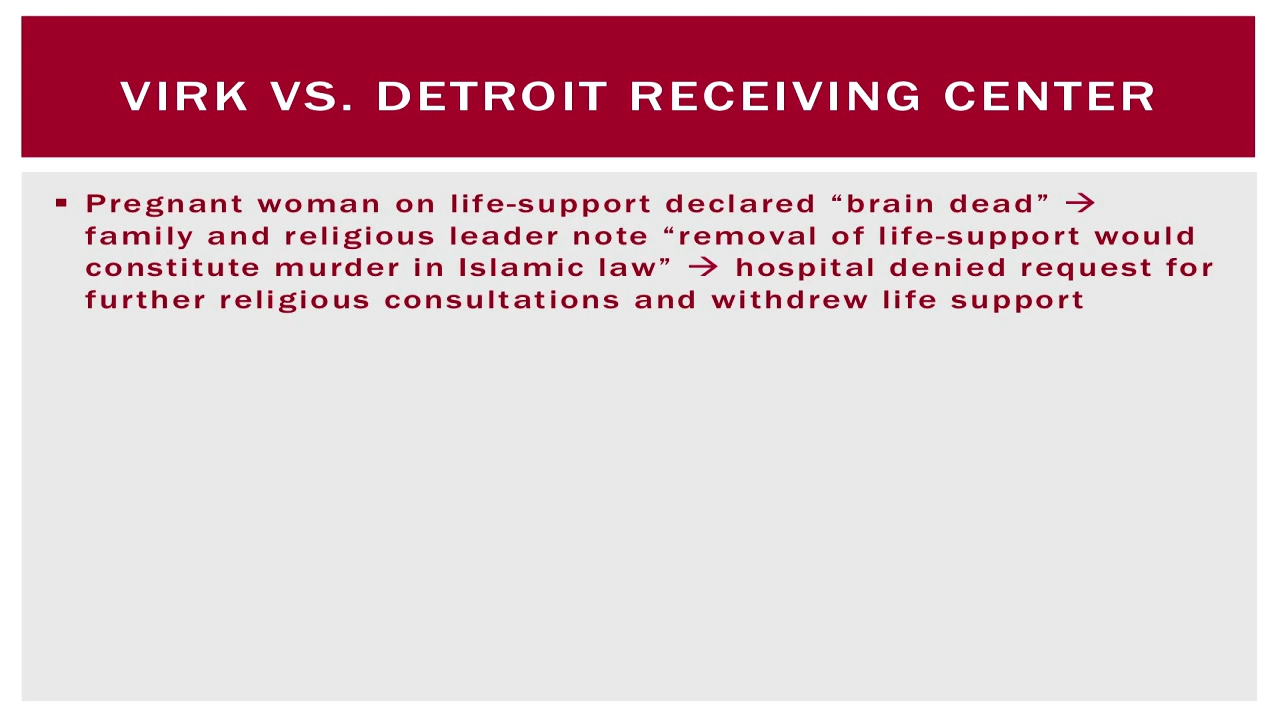 VIRK VS. DETROIT RECEIVING CENTER
▪ Pregnant woman on life-support declared “brain dead” →
family and religious leader note “removal of life-support would
constitute murder in Islamic law” → hospital denied request for
further religious consultations and withdrew life support